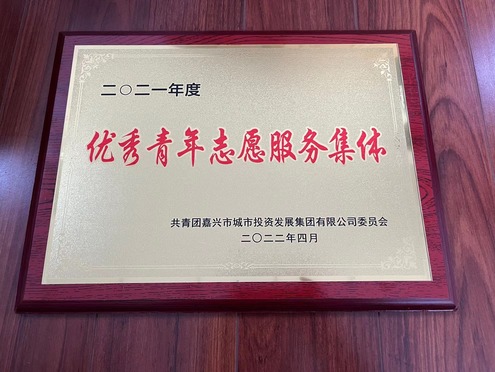 二〇二一年度
优秀青年志愿服务集体
共青团嘉兴市城市投资发展集团有限公司委员会
二〇二二年四月